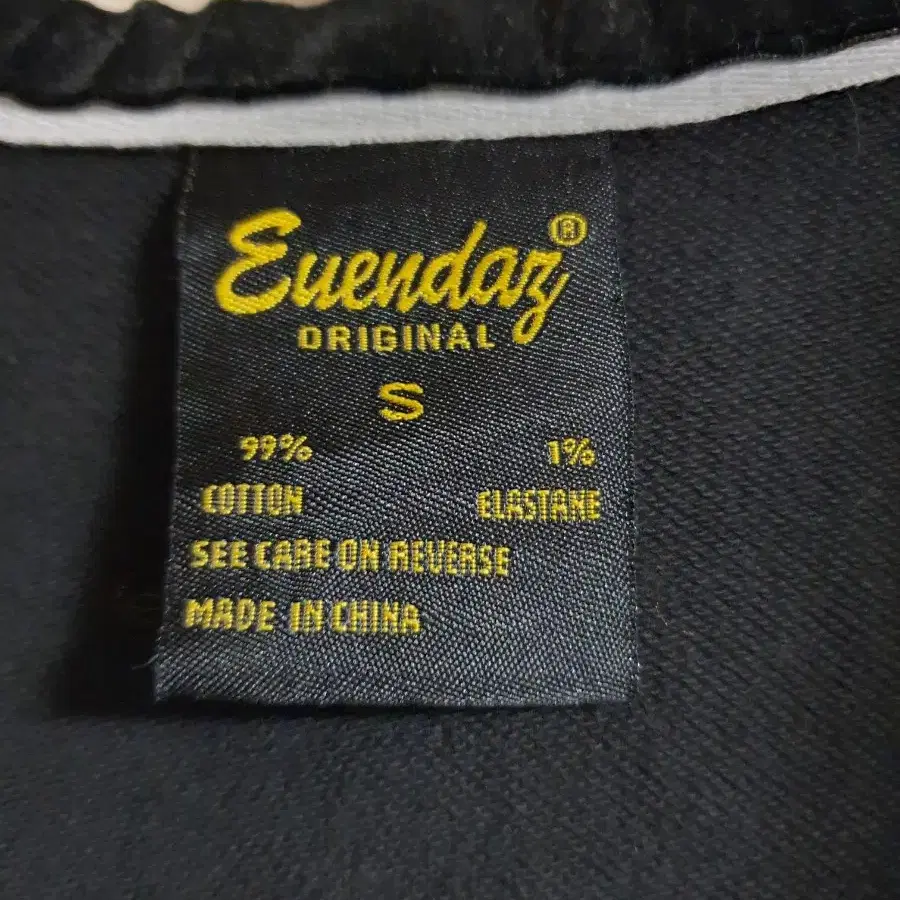 Euendaz®
ORIGINAL
S
99% 1%
COTTON ELASTANE
SEE CARE ON REVERSE
MADE IN CHINA